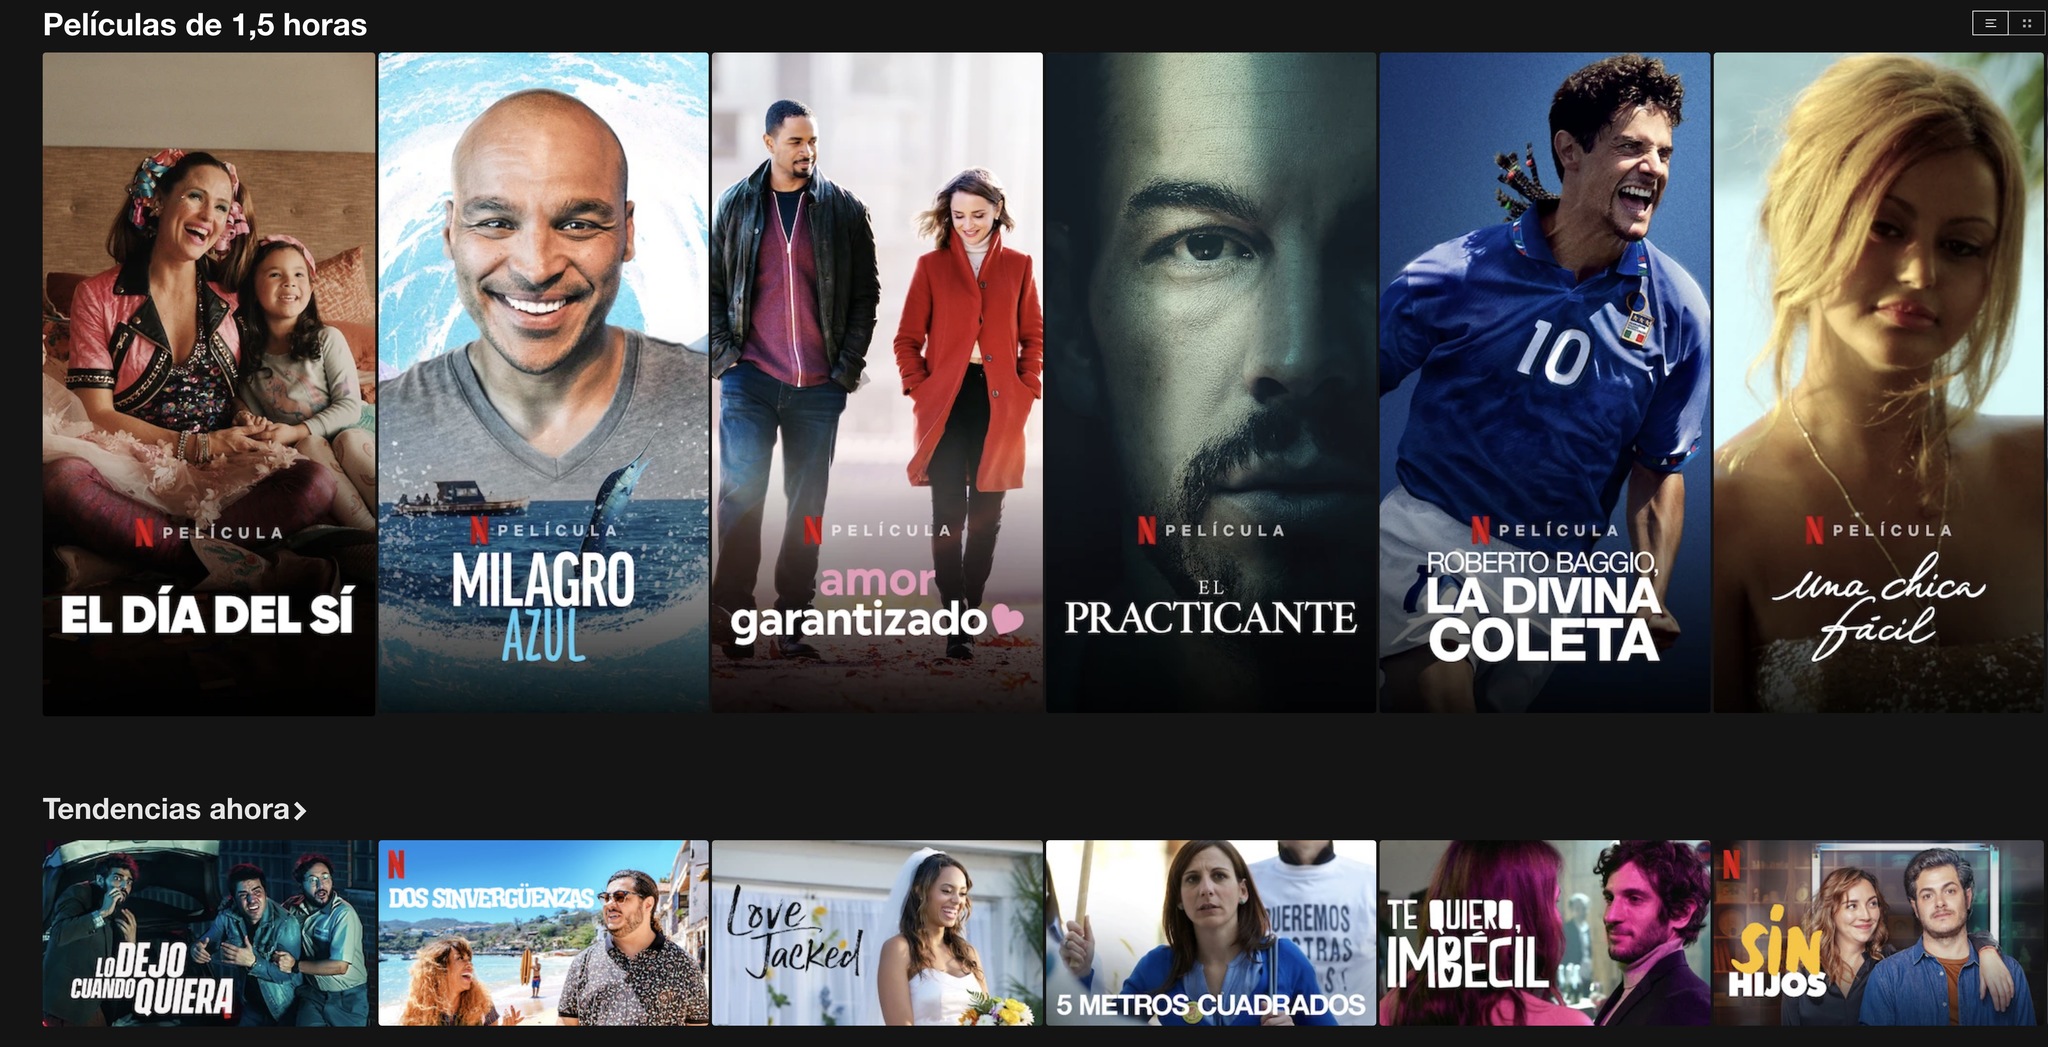 Películas de 1,5 horas
N PELÍCULA
EL DÍA DEL SÍ
N PELÍCULA
MILAGRO
AZUL
N PELÍCULA
amor
garantizado
N PELÍCULA
EL
PRACTICANTE
10
N PELÍCULA
ROBERTO BAGGIO,
LA DIVINA
COLETA
N PELÍCULA
una chica
fácil
Tendencias ahora
LO DEJO
CUANDO QUIERA
N
DOS SINVERGÜENZAS
Love
Jacked
QUEREMOS
5 METROS CUADRADOS
TE QUIERO,
IMBÉCIL
N
SIN
HIJOS